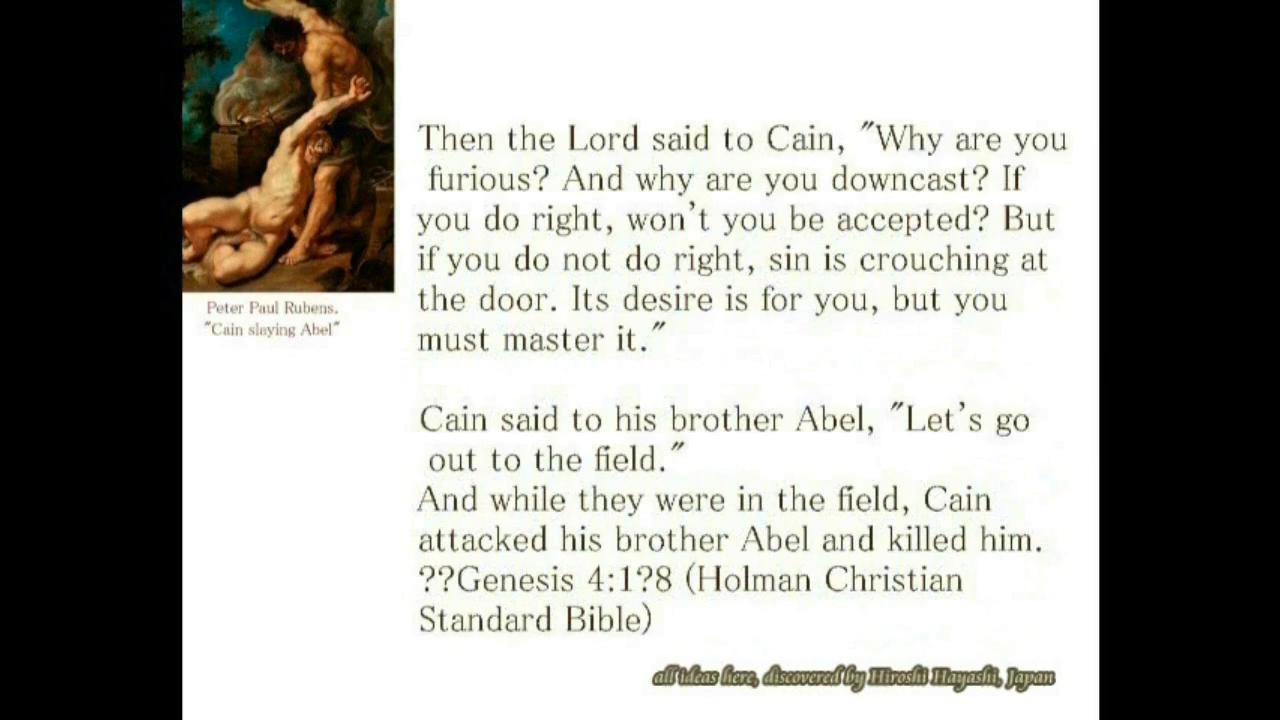 Then the Lord said to Cain, "Why are you
furious? And why are you downcast? If
you do right, won't you be accepted? But
if you do not do right, sin is crouching at
the door. Its desire is for you, but you
must master it."
Cain said to his brother Abel, "Let's go
out to the field."
And while they were in the field, Cain
attacked his brother Abel and killed him.
??Genesis 4:1?8 (Holman Christian
Standard Bible)
Peter Paul Rubens.
"Cain slaying Abel"
all ideas here, discovered by Hiroshi Hayashi, Japan